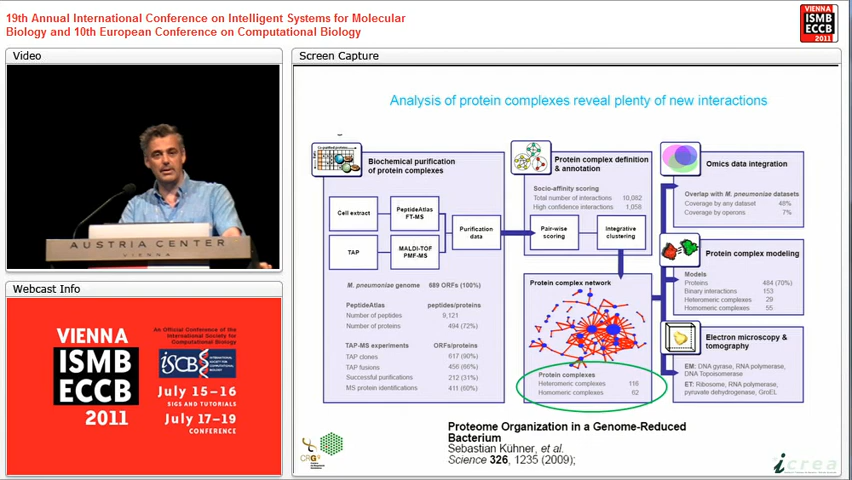 19th Annual International Conference on Intelligent Systems for Molecular
Biology and 10th European Conference on Computational Biology
VIENNA
ISMB
ECCB
2011
Video
AUSTRIA CENTER
VIENNA
Webcast Info
VIENNA
ISMB
ECCB
2011
An Official Conference of the
International Society for
Computational Biology
ISCB
INTERNATIONAL
SOCIETY FOR
COMPUTATIONAL
BIOLOGY
July 15–16
SIGS AND TUTORIALS
July 17–19
CONFERENCE
Screen Capture
Analysis of protein complexes reveal plenty of new interactions
Biochemical purification
of protein complexes
Cell extract
PeptideAtlas
FT-MS
TAP
MALDI-TOF
PMF-MS
Purification
data
M. pneumoniae genome 689 ORFs (100%)
PeptideAtlas peptides/proteins
Number of peptides 9,121
Number of proteins 494 (72%)
TAP-MS experiments ORFs/proteins
TAP clones 617 (90%)
TAP fusions 456 (66%)
Successful purifications 212 (31%)
MS protein identifications 411 (60%)
Protein complex definition
& annotation
Socio-affinity scoring
Total number of interactions 10,082
High confidence interactions 1,058
Pair-wise
scoring
Integrative
clustering
Protein complex network
Protein complexes
Heteromeric complexes 116
Homomeric complexes 62
Omics data integration
Overlap with M. pneumoniae datasets
Coverage by any dataset 48%
Coverage by operons 7%
Protein complex modeling
Models
Proteins 484 (70%)
Binary interactions 153
Heteromeric complexes 29
Homomeric complexes 55
Electron microscopy &
tomography
EM: DNA gyrase, RNA polymerase,
DNA Topoisomerase
ET: Ribosome, RNA polymerase,
pyruvate dehydrogenase, GroEL
Proteome Organization in a Genome-Reduced
Bacterium
Sebastian Kühner, et al.
Science 326, 1235 (2009);
CRG
icrea